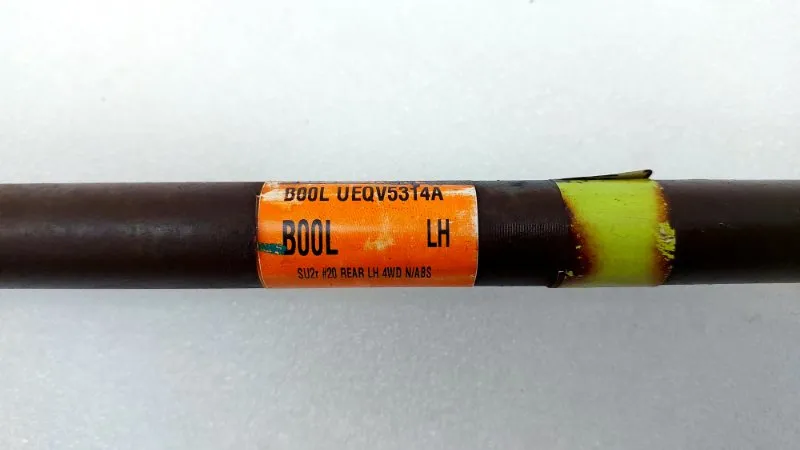 B00L UEQV5314A
B00L LH
SU2r #20 REAR LH 4WD N/ABS